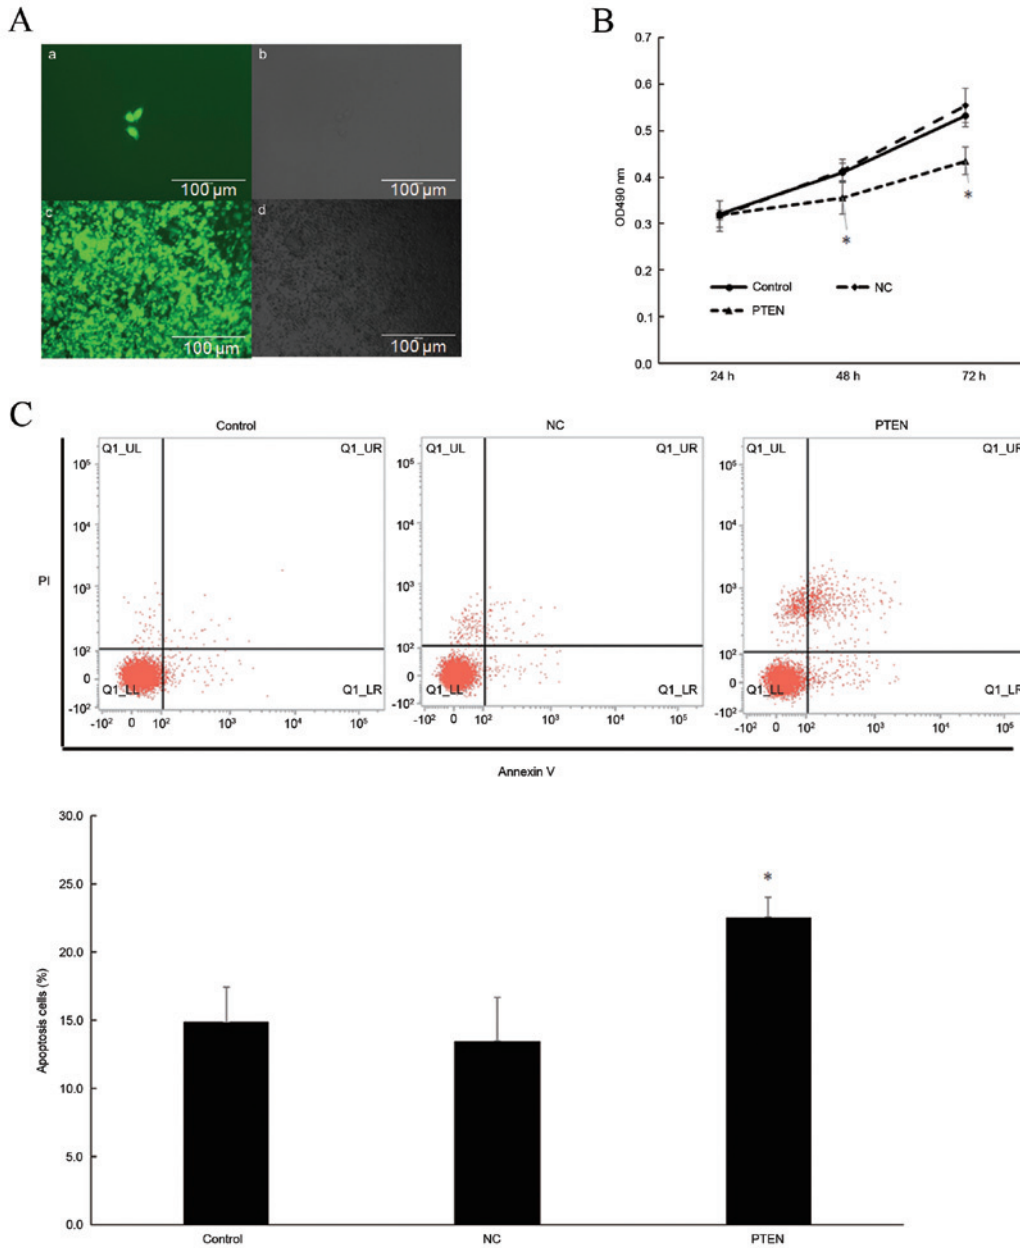 A
a
b
100 µm
100 µm
c
d
100 µm
100 µm
B
0.7
0.6
0.5
0.4
0.3
0.2
0.1
0.0
OD490 nm
*
*
Control
NC
PTEN
24 h
48 h
72 h
C
Control
NC
PTEN
Q1_UL
Q1_UR
Q1_LL
Q1_LR
10⁵
10⁴
10³
10²
0
-10²
-10² 0 10² 10³ 10⁴ 10⁵
Q1_UL
Q1_UR
Q1_LL
Q1_LR
10⁵
10⁴
10³
10²
0
-10²
-10² 0 10² 10³ 10⁴ 10⁵
Q1_UL
Q1_UR
Q1_LL
Q1_LR
10⁵
10⁴
10³
10²
0
-10²
-10² 0 10² 10³ 10⁴ 10⁵
PI
Annexin V
30.0
25.0
20.0
15.0
10.0
5.0
0.0
Apoptosis cells (%)
*
Control
NC
PTEN